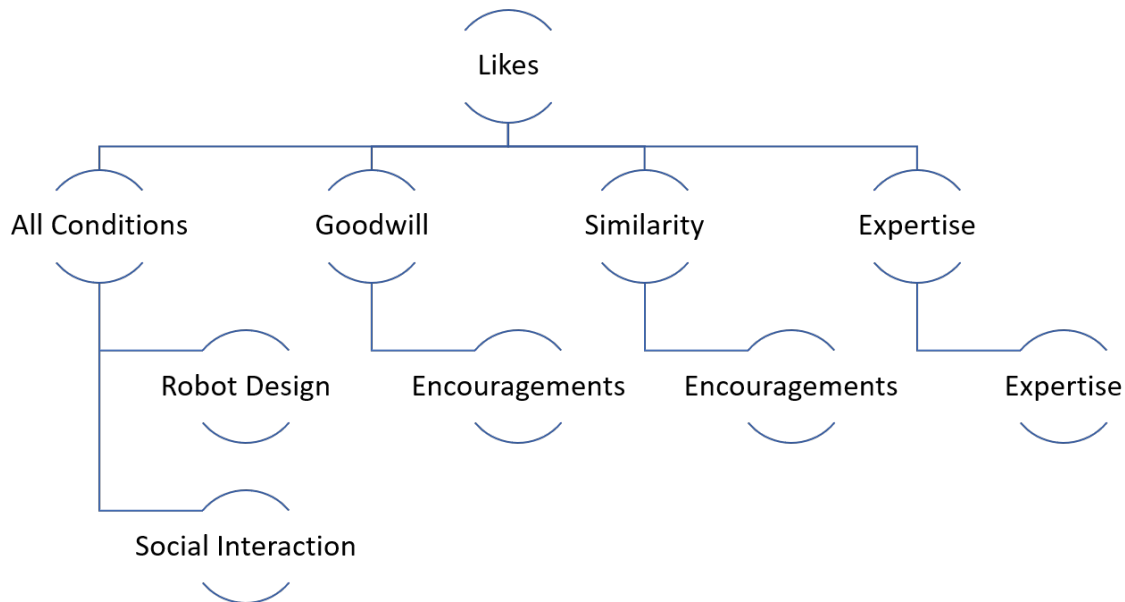 Likes
All Conditions
Goodwill
Similarity
Expertise
Robot Design
Encouragements
Encouragements
Expertise
Social Interaction